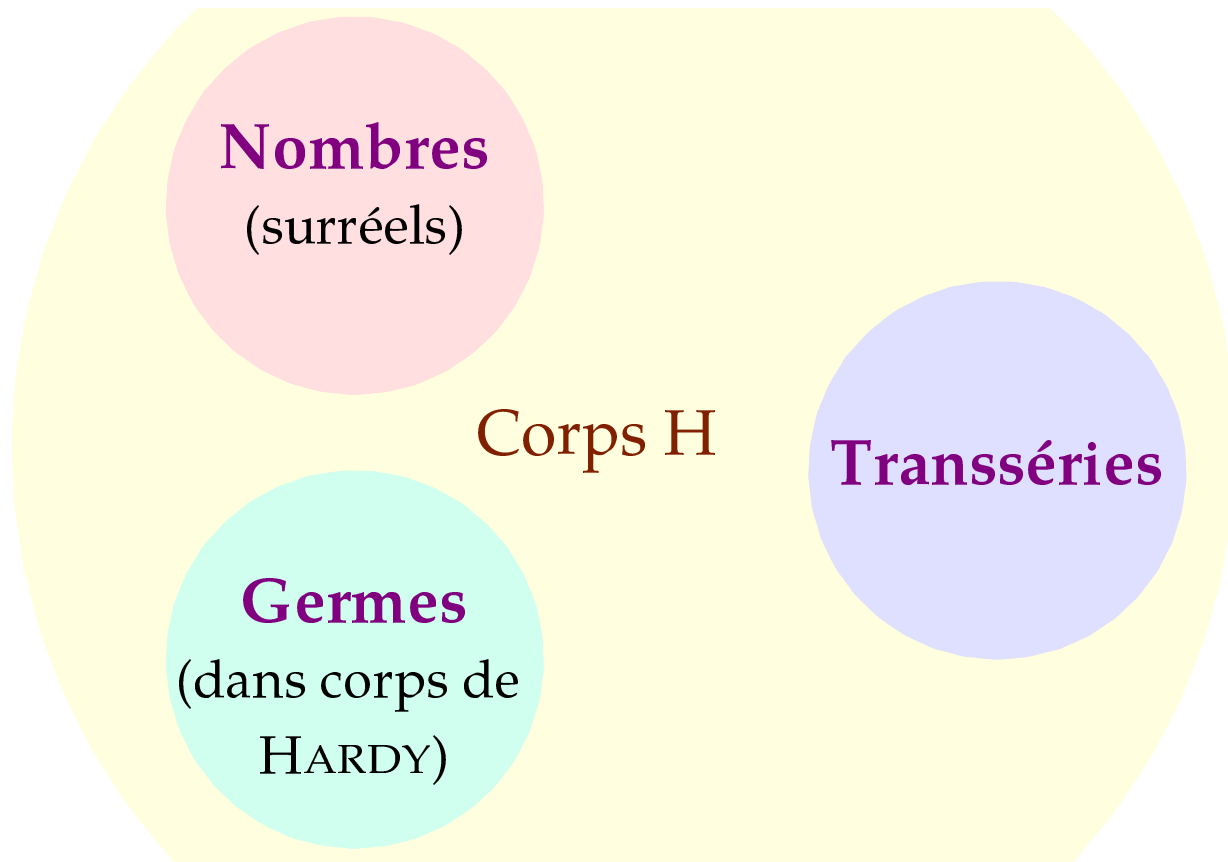 Nombres
(surréels)
Corps H
Transséries
Germes
(dans corps de
HARDY)